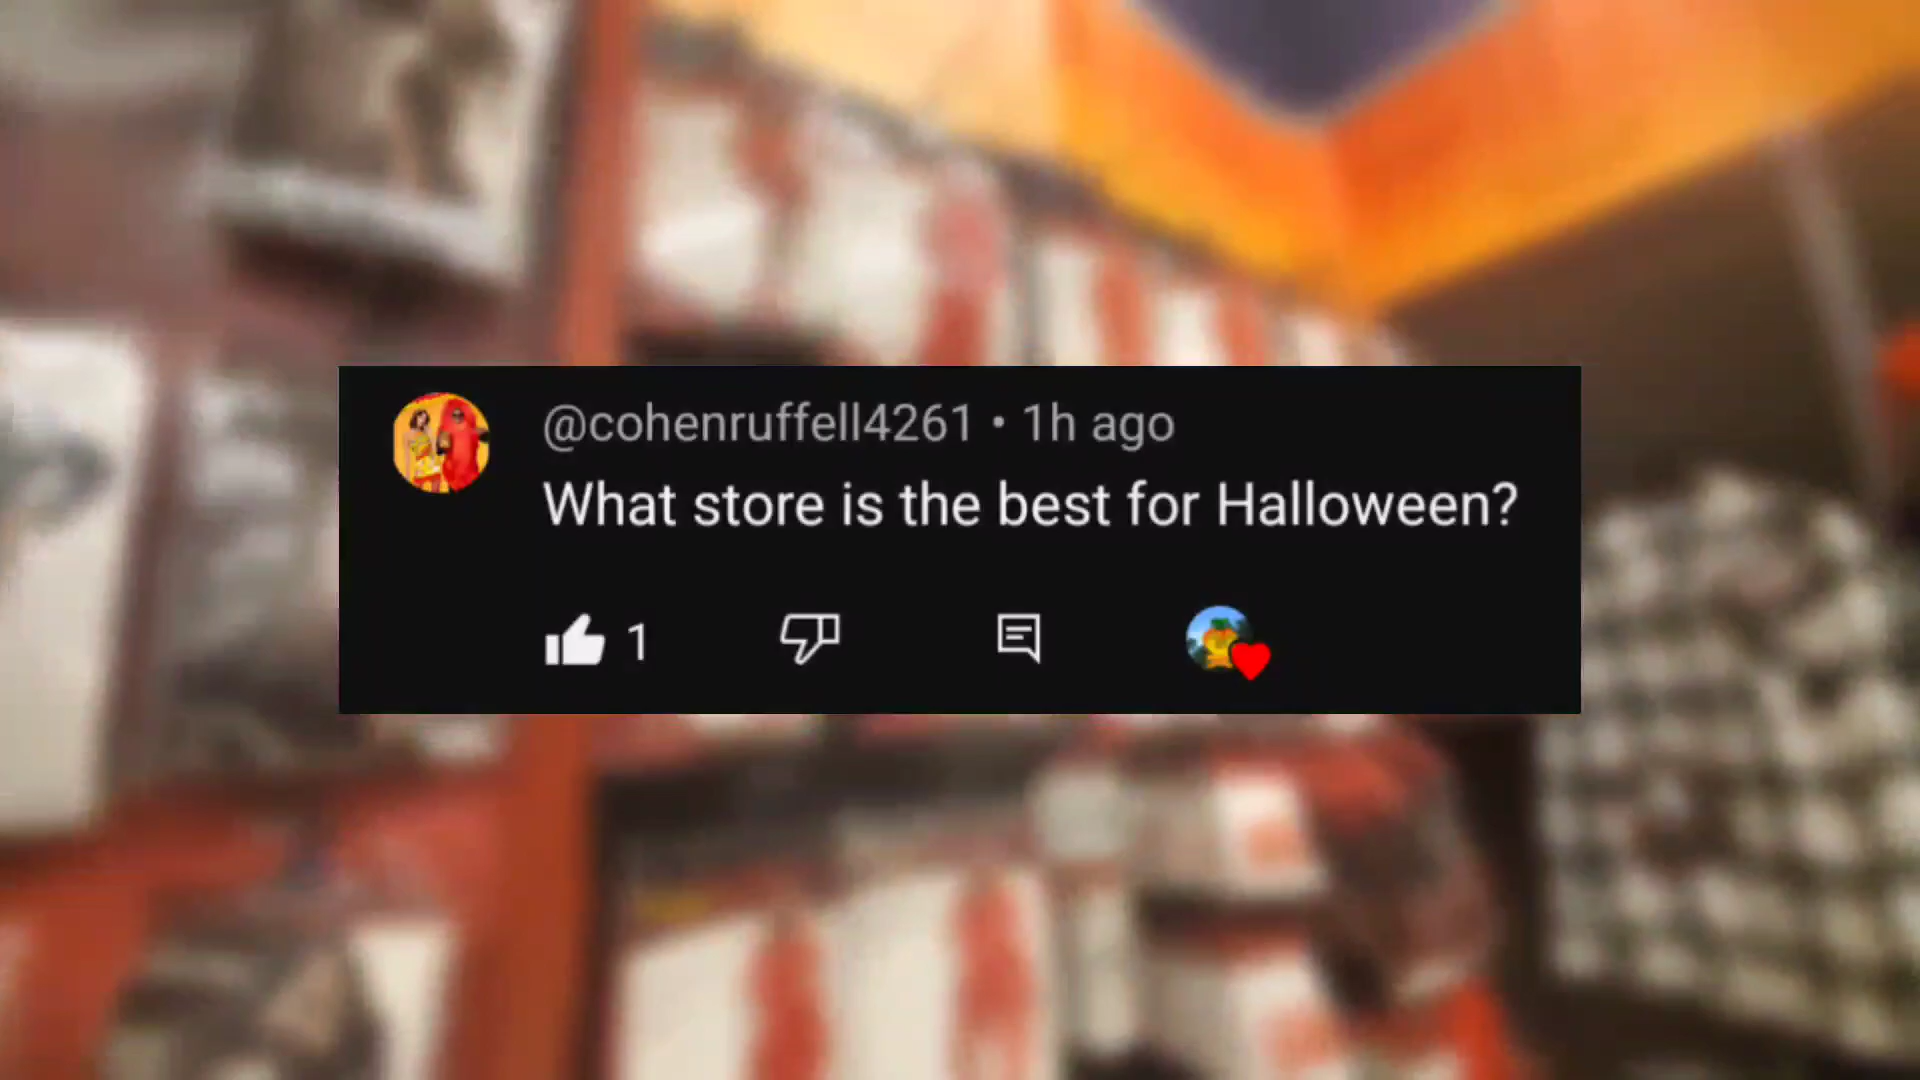 @cohenruffell4261 • 1h ago
What store is the best for Halloween?
1